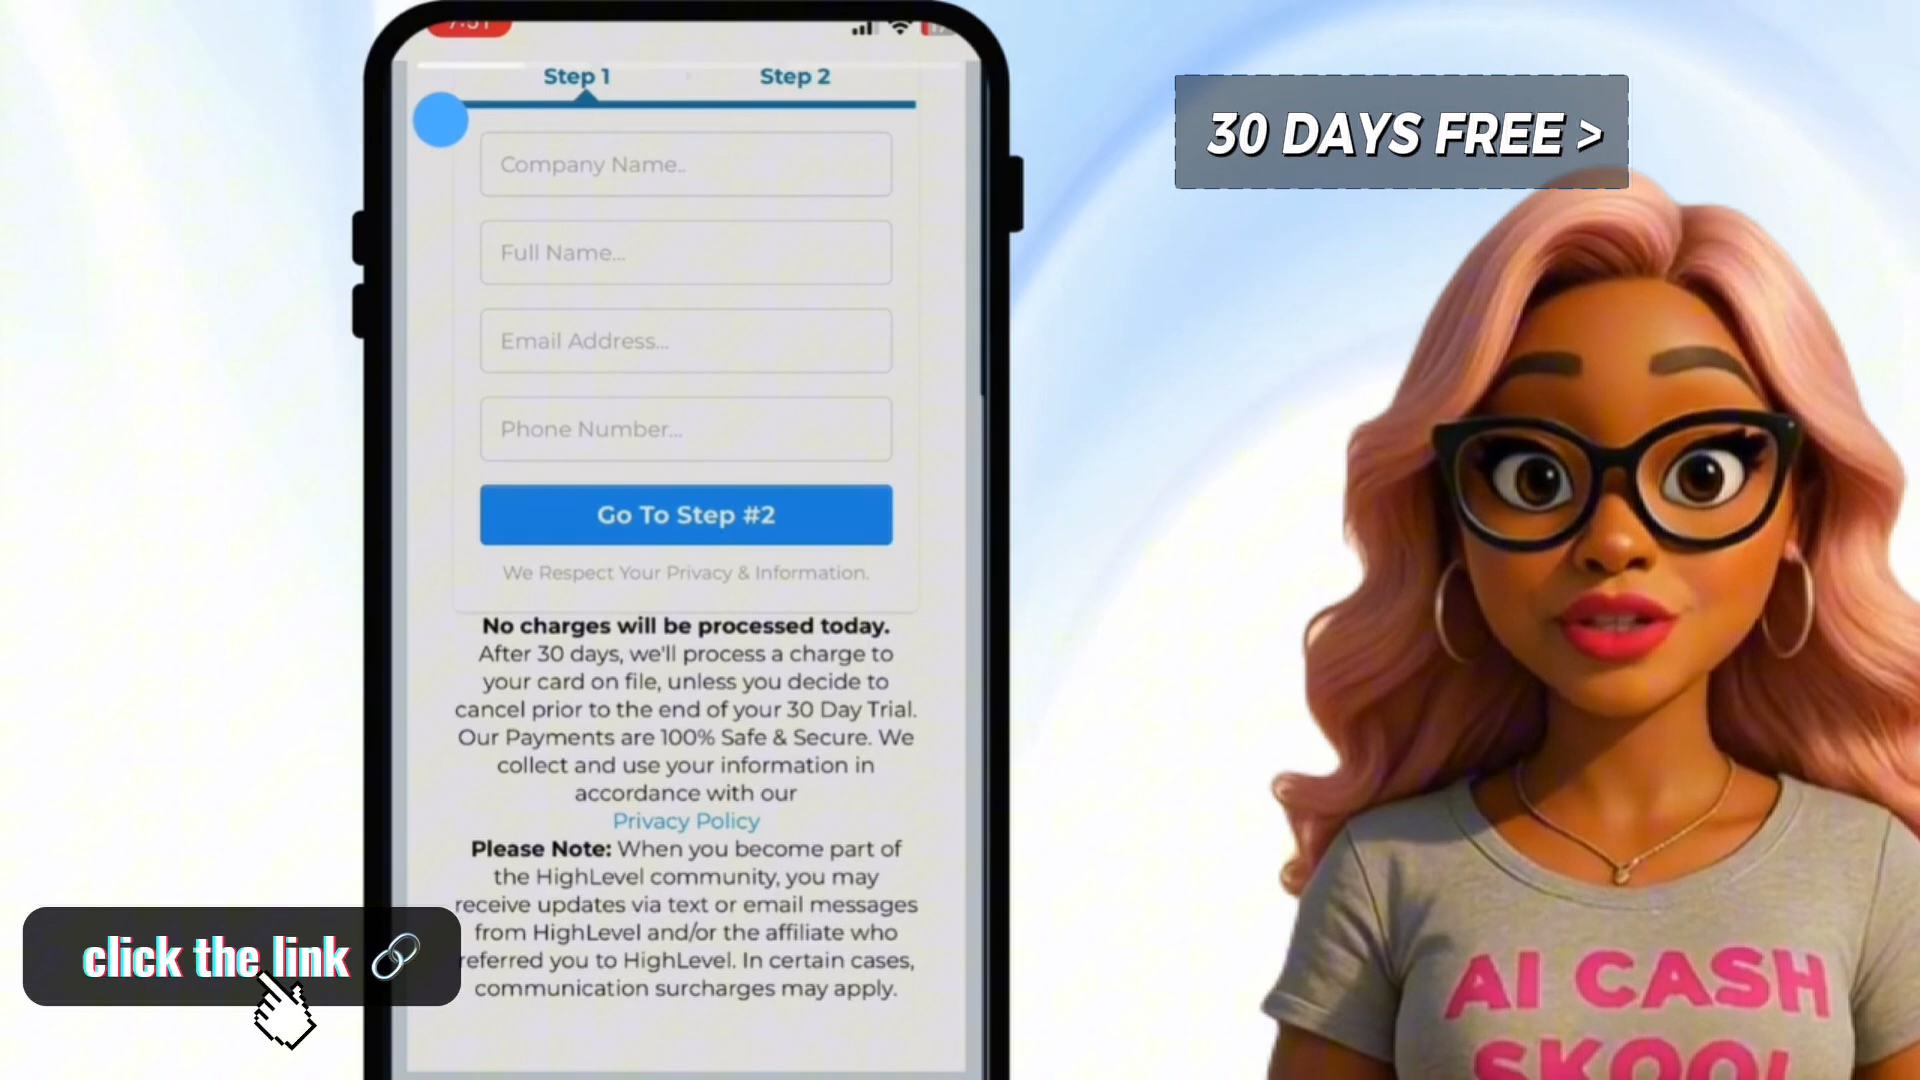 7:51
Step 1
Step 2
Company Name..
Full Name...
Email Address...
Phone Number...
Go To Step #2
We Respect Your Privacy & Information.
No charges will be processed today.
After 30 days, we'll process a charge to
your card on file, unless you decide to
cancel prior to the end of your 30 Day Trial.
Our Payments are 100% Safe & Secure. We
collect and use your information in
accordance with our
Privacy Policy
Please Note: When you become part of
the HighLevel community, you may
receive updates via text or email messages
from HighLevel and/or the affiliate who
referred you to HighLevel. In certain cases,
communication surcharges may apply.
click the link
30 DAYS FREE >
AI CASH
SKOOL